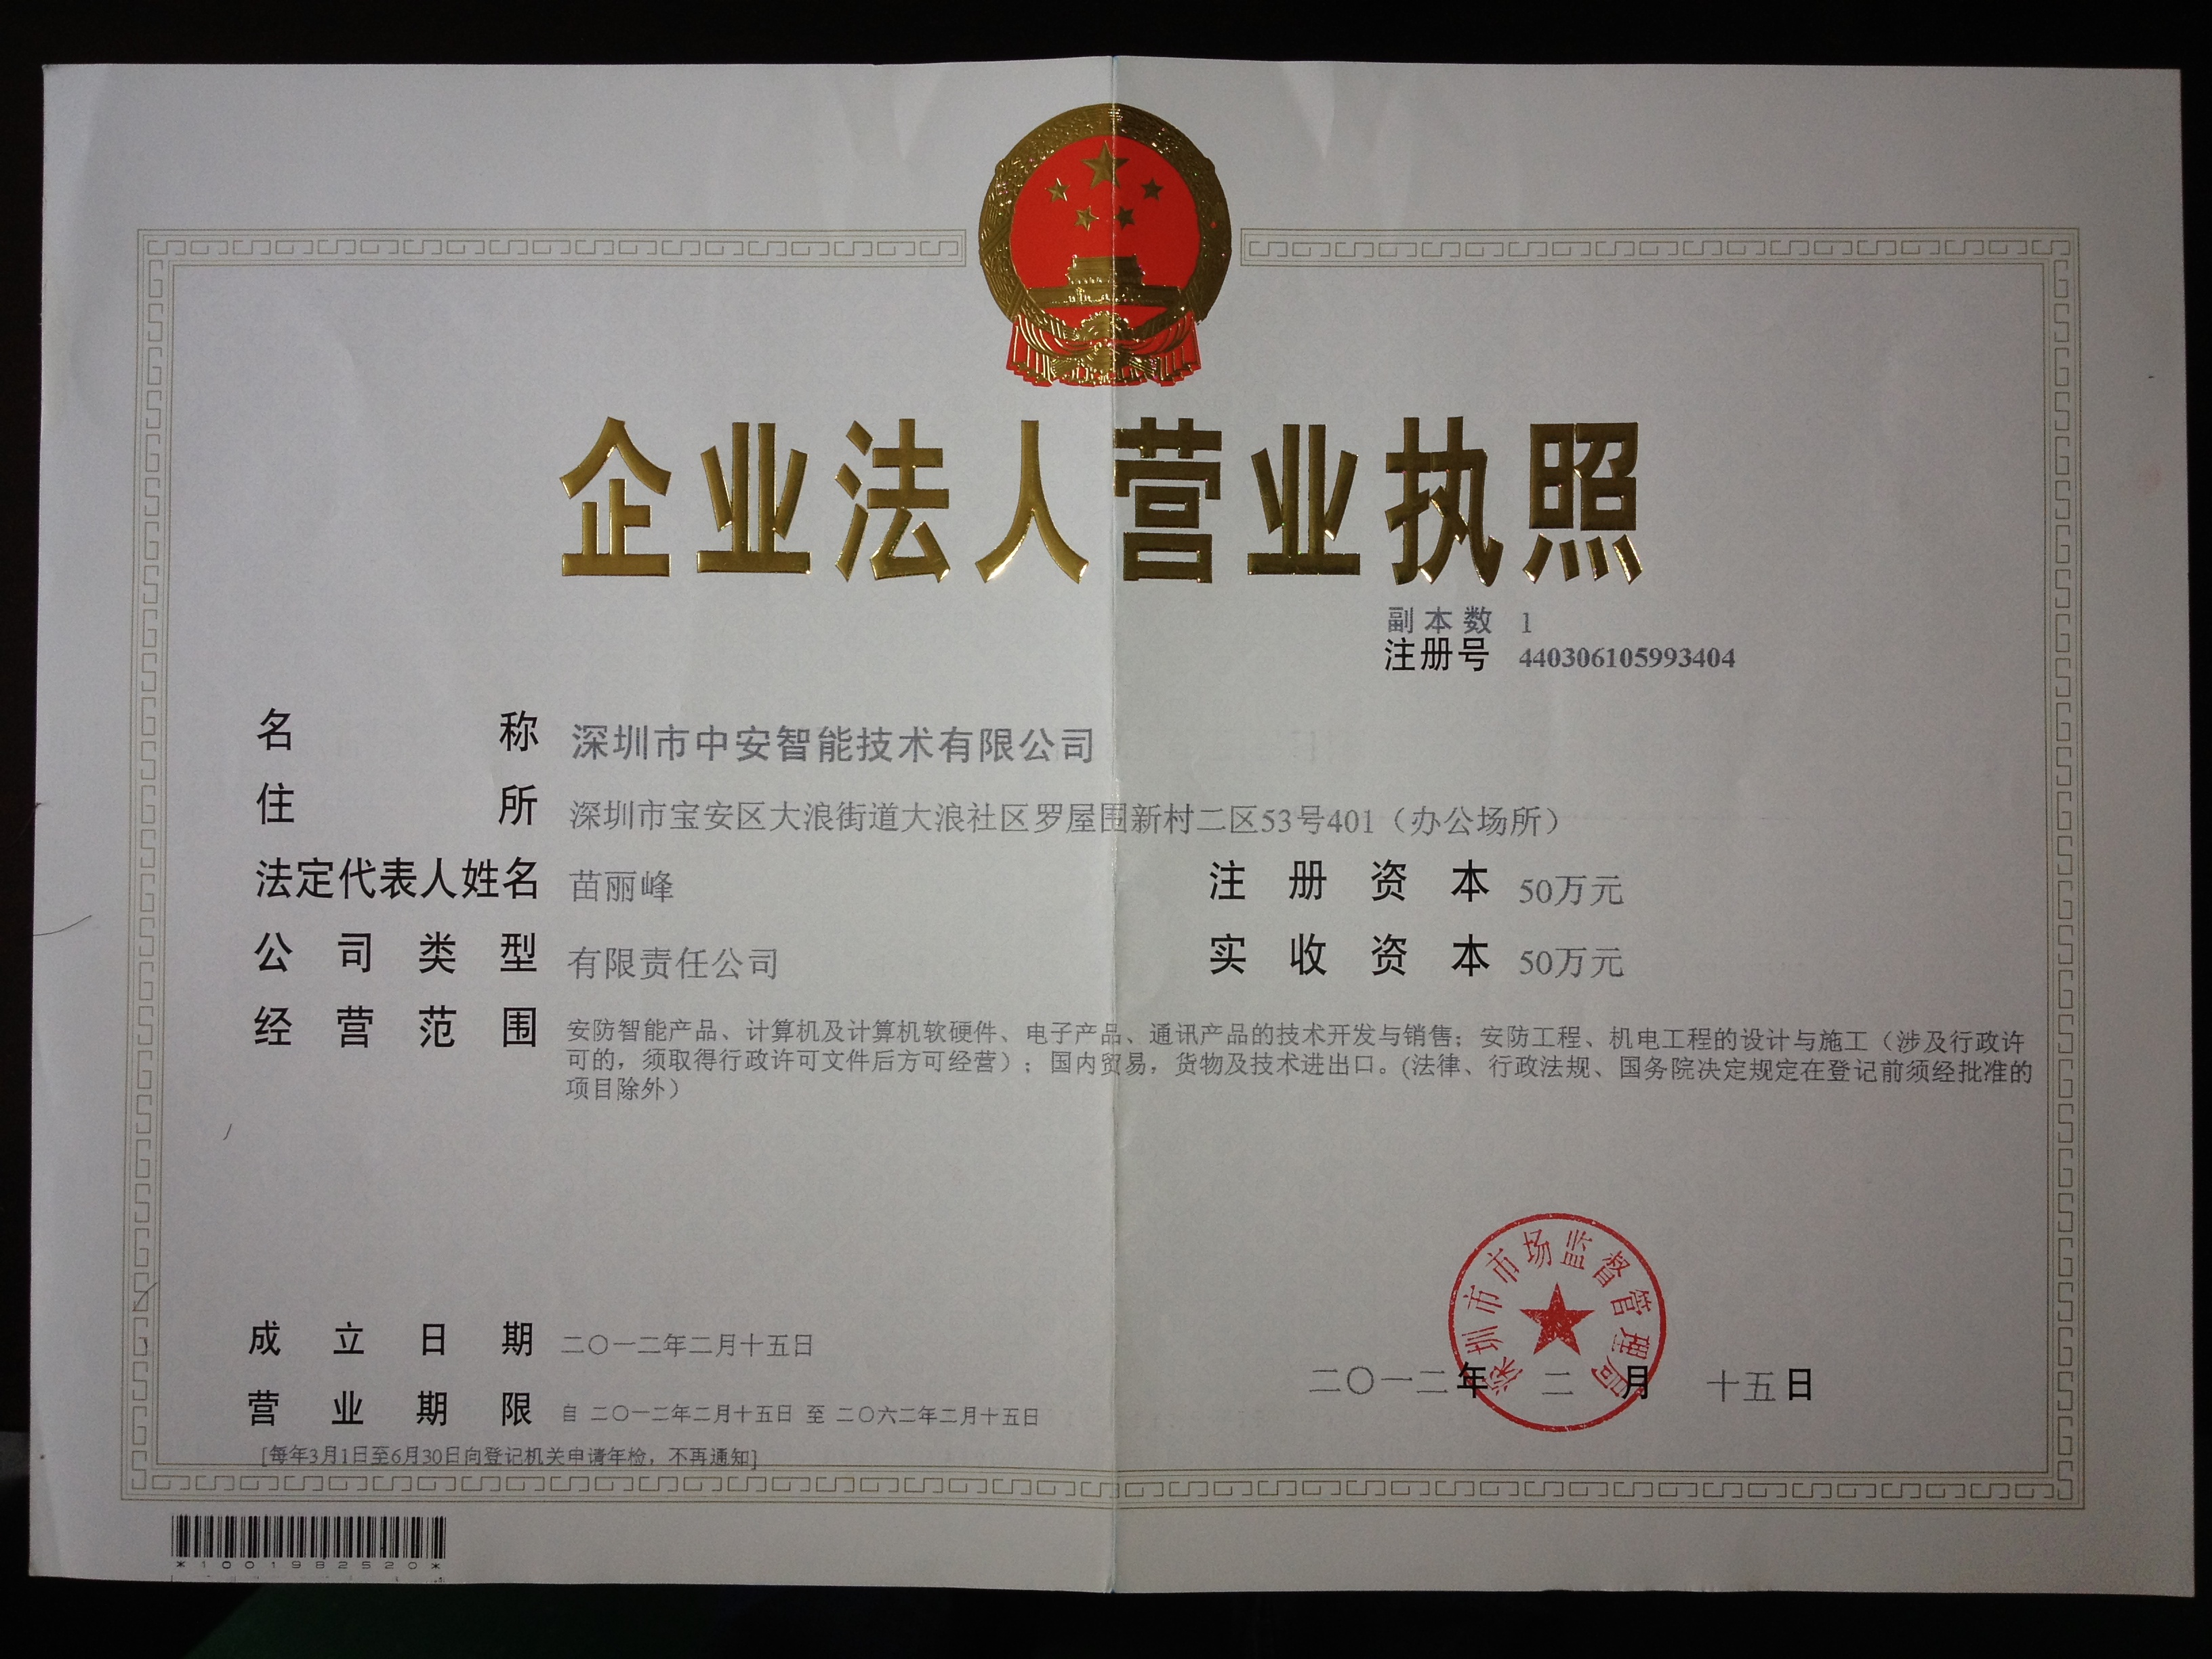 企业法人营业执照
副本数 1
注册号 440306105993404
名称 深圳市中安智能技术有限公司
住所 深圳市宝安区大浪街道大浪社区罗屋围新村二区53号401（办公场所）
法定代表人姓名 苗丽峰 注册资本 50万元
公司类型 有限责任公司 实收资本 50万元
经营范围 安防智能产品、计算机及计算机软硬件、电子产品、通讯产品的技术开发与销售；安防工程、机电工程的设计与施工（涉及行政许
可的，须取得行政许可文件后方可经营）；国内贸易，货物及技术进出口。(法律、行政法规、国务院决定规定在登记前须经批准的
项目除外）
深圳市市场监督管理局
成立日期 二〇一二年二月十五日
二〇一二年 二月 十五日
营业期限 自 二〇一二年二月十五日 至 二〇六二年二月十五日
[每年3月1日至6月30日向登记机关申请年检，不再通知]
*1001982520*